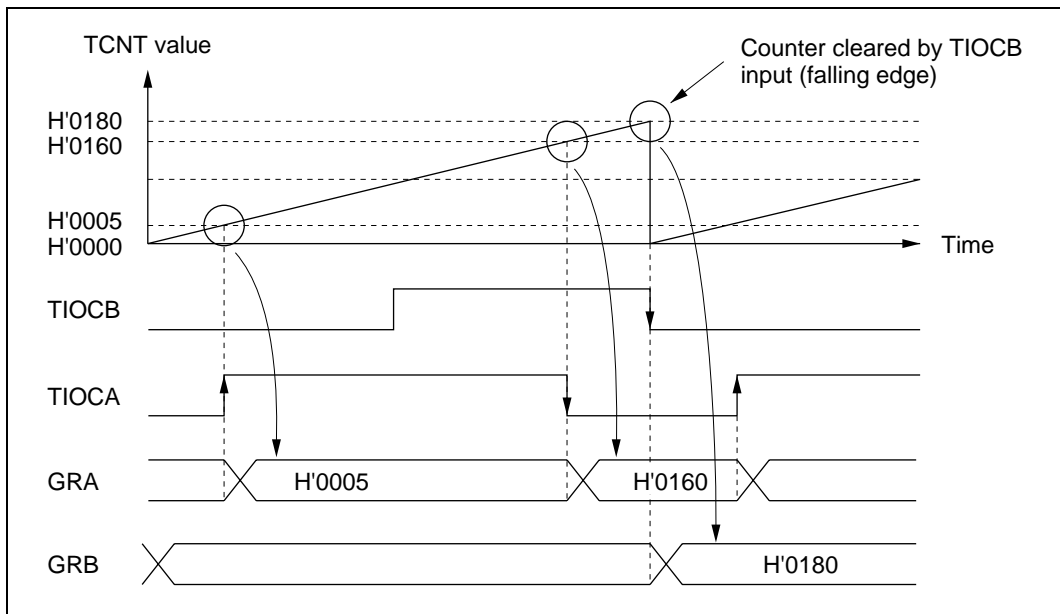 TCNT value
Counter cleared by TIOCB
input (falling edge)
H'0180
H'0160
H'0005
H'0000
Time
TIOCB
TIOCA
GRA
H'0005
H'0160
GRB
H'0180